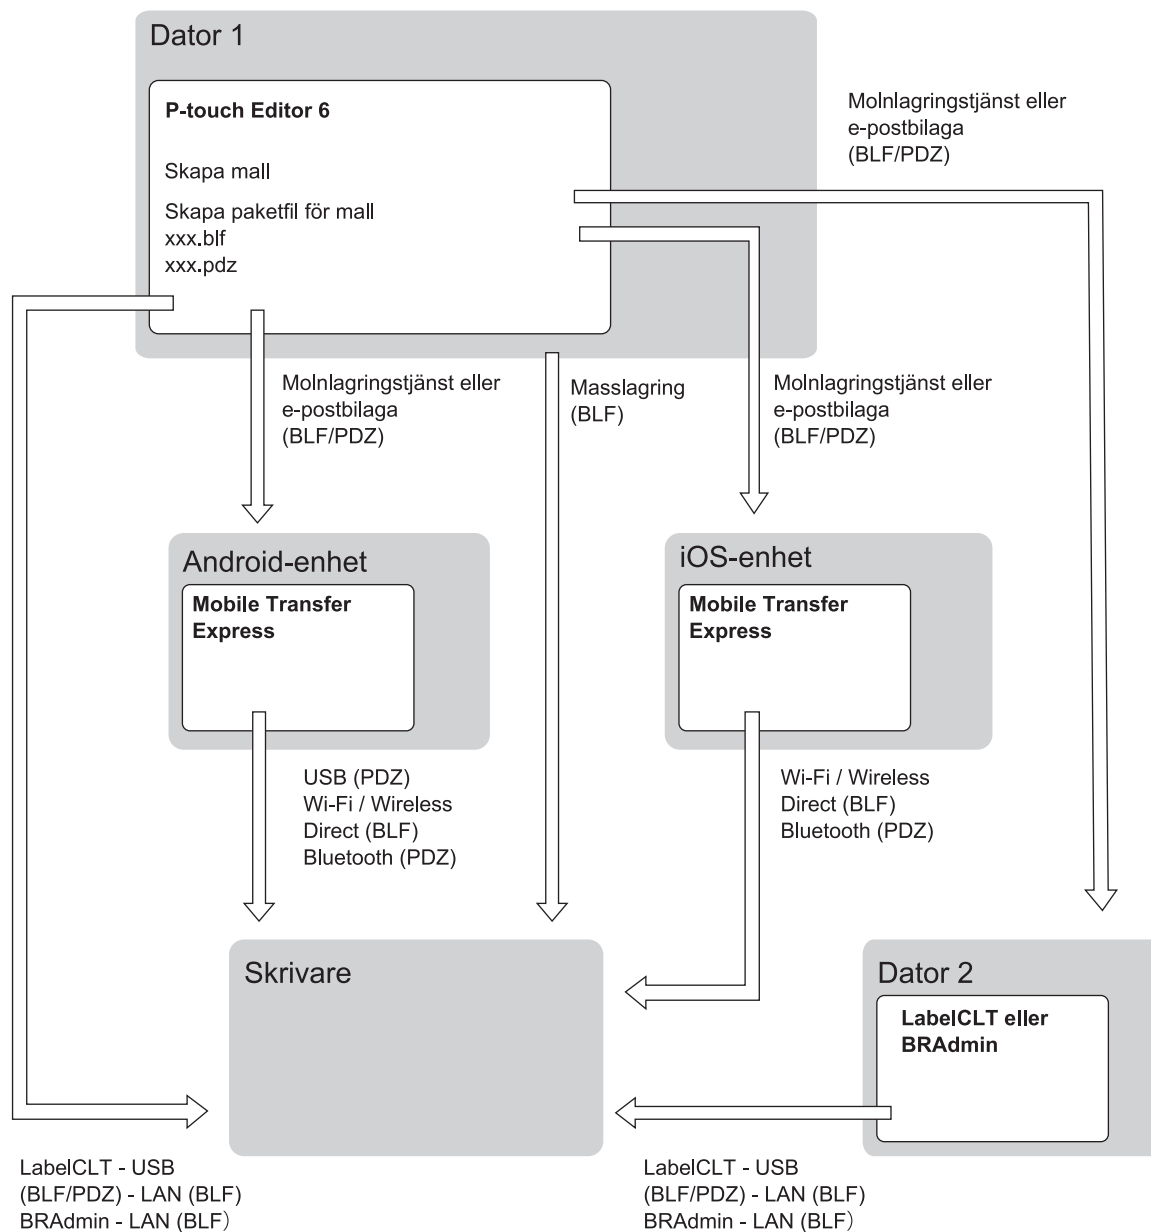 Dator 1
P-touch Editor 6
Skapa mall
Skapa paketfil för mall
xxx.blf
xxx.pdz
Molnlagringstjänst eller
e-postbilaga
(BLF/PDZ)
Molnlagringstjänst eller
e-postbilaga
(BLF/PDZ)
Masslagring
(BLF)
Molnlagringstjänst eller
e-postbilaga
(BLF/PDZ)
Android-enhet
Mobile Transfer
Express
iOS-enhet
Mobile Transfer
Express
USB (PDZ)
Wi-Fi / Wireless
Direct (BLF)
Bluetooth (PDZ)
Wi-Fi / Wireless
Direct (BLF)
Bluetooth (PDZ)
Skrivare
Dator 2
LabelCLT eller
BRAdmin
LabelCLT - USB
(BLF/PDZ) - LAN (BLF)
BRAdmin - LAN (BLF)
LabelCLT - USB
(BLF/PDZ) - LAN (BLF)
BRAdmin - LAN (BLF)